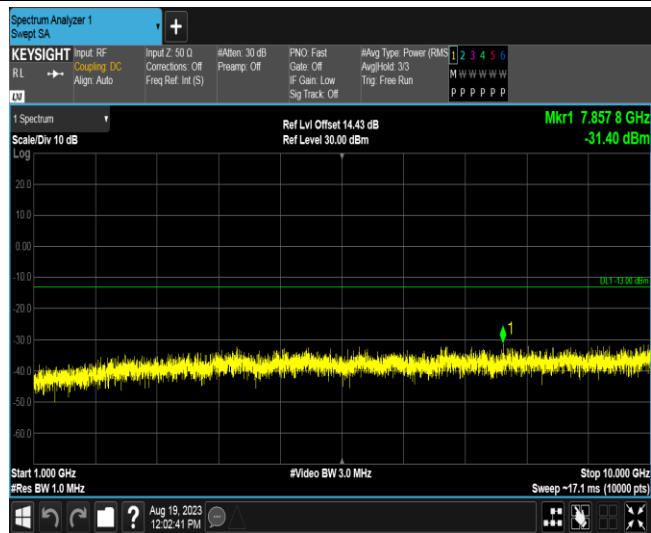 Spectrum Analyzer 1
Swept SA
KEYSIGHT Input: RF Input Z: 50 Ω #Atten: 30 dB PNO: Fast #Avg Type: Power (RMS 1 2 3 4 5 6
RL Coupling: DC Corrections: Off Preamp: Off Gate: Off Avg|Hold: 3/3 M W W W W W
Align: Auto Freq Ref: Int (S) IF Gain: Low Trig: Free Run
Sig Track: Off P P P P P P
LXI
1 Spectrum Ref Lvl Offset 14.43 dB Mkr1 7.857 8 GHz
Scale/Div 10 dB Ref Level 30.00 dBm -31.40 dBm
Log
20.0
10.0
0.00
-10.0
DL1 -13.00 dBm
-20.0
1
-30.0
-40.0
-50.0
-60.0
Start 1.000 GHz #Video BW 3.0 MHz Stop 10.000 GHz
#Res BW 1.0 MHz Sweep ~17.1 ms (10000 pts)
? Aug 19, 2023
12:02:41 PM